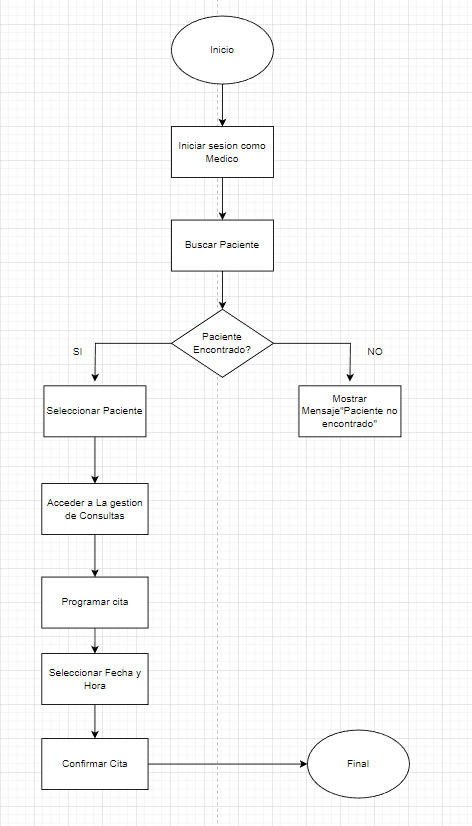 Inicio
Iniciar sesion como
Medico
Buscar Paciente
Paciente
Encontrado?
SI
NO
Seleccionar Paciente
Mostrar
Mensaje"Paciente no
encontrado"
Acceder a La gestion
de Consultas
Programar cita
Seleccionar Fecha y
Hora
Confirmar Cita
Final